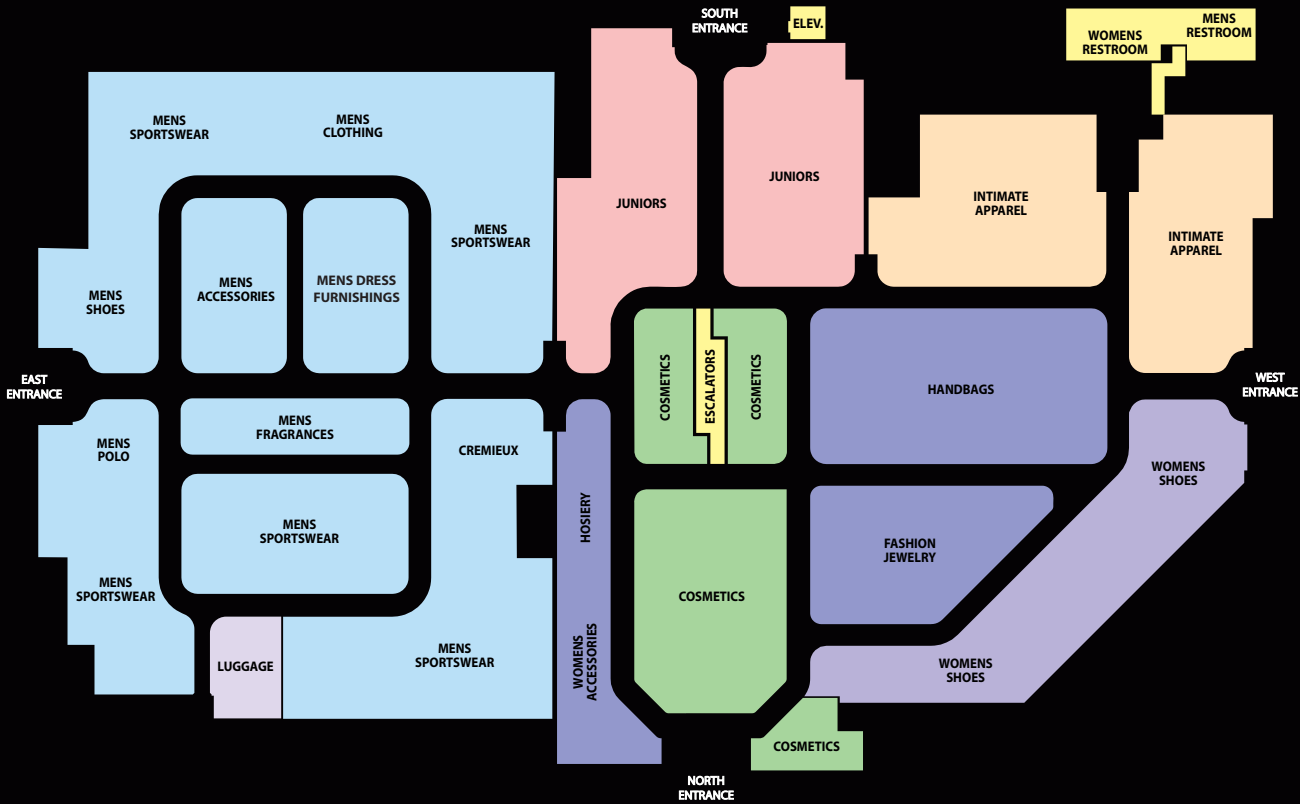 SOUTH
ENTRANCE
ELEV.
WOMENS
RESTROOM
MENS
RESTROOM
MENS
SPORTSWEAR
MENS
CLOTHING
JUNIORS
JUNIORS
INTIMATE
APPAREL
INTIMATE
APPAREL
MENS
SPORTSWEAR
MENS
SHOES
MENS
ACCESSORIES
MENS DRESS
FURNISHINGS
EAST
ENTRANCE
COSMETICS
ESCALATORS
COSMETICS
HANDBAGS
WEST
ENTRANCE
MENS
POLO
MENS
FRAGRANCES
CREMIEUX
WOMENS
SHOES
MENS
SPORTSWEAR
HOSIERY
FASHION
JEWELRY
MENS
SPORTSWEAR
COSMETICS
LUGGAGE
MENS
SPORTSWEAR
WOMENS
ACCESSORIES
WOMENS
SHOES
COSMETICS
NORTH
ENTRANCE